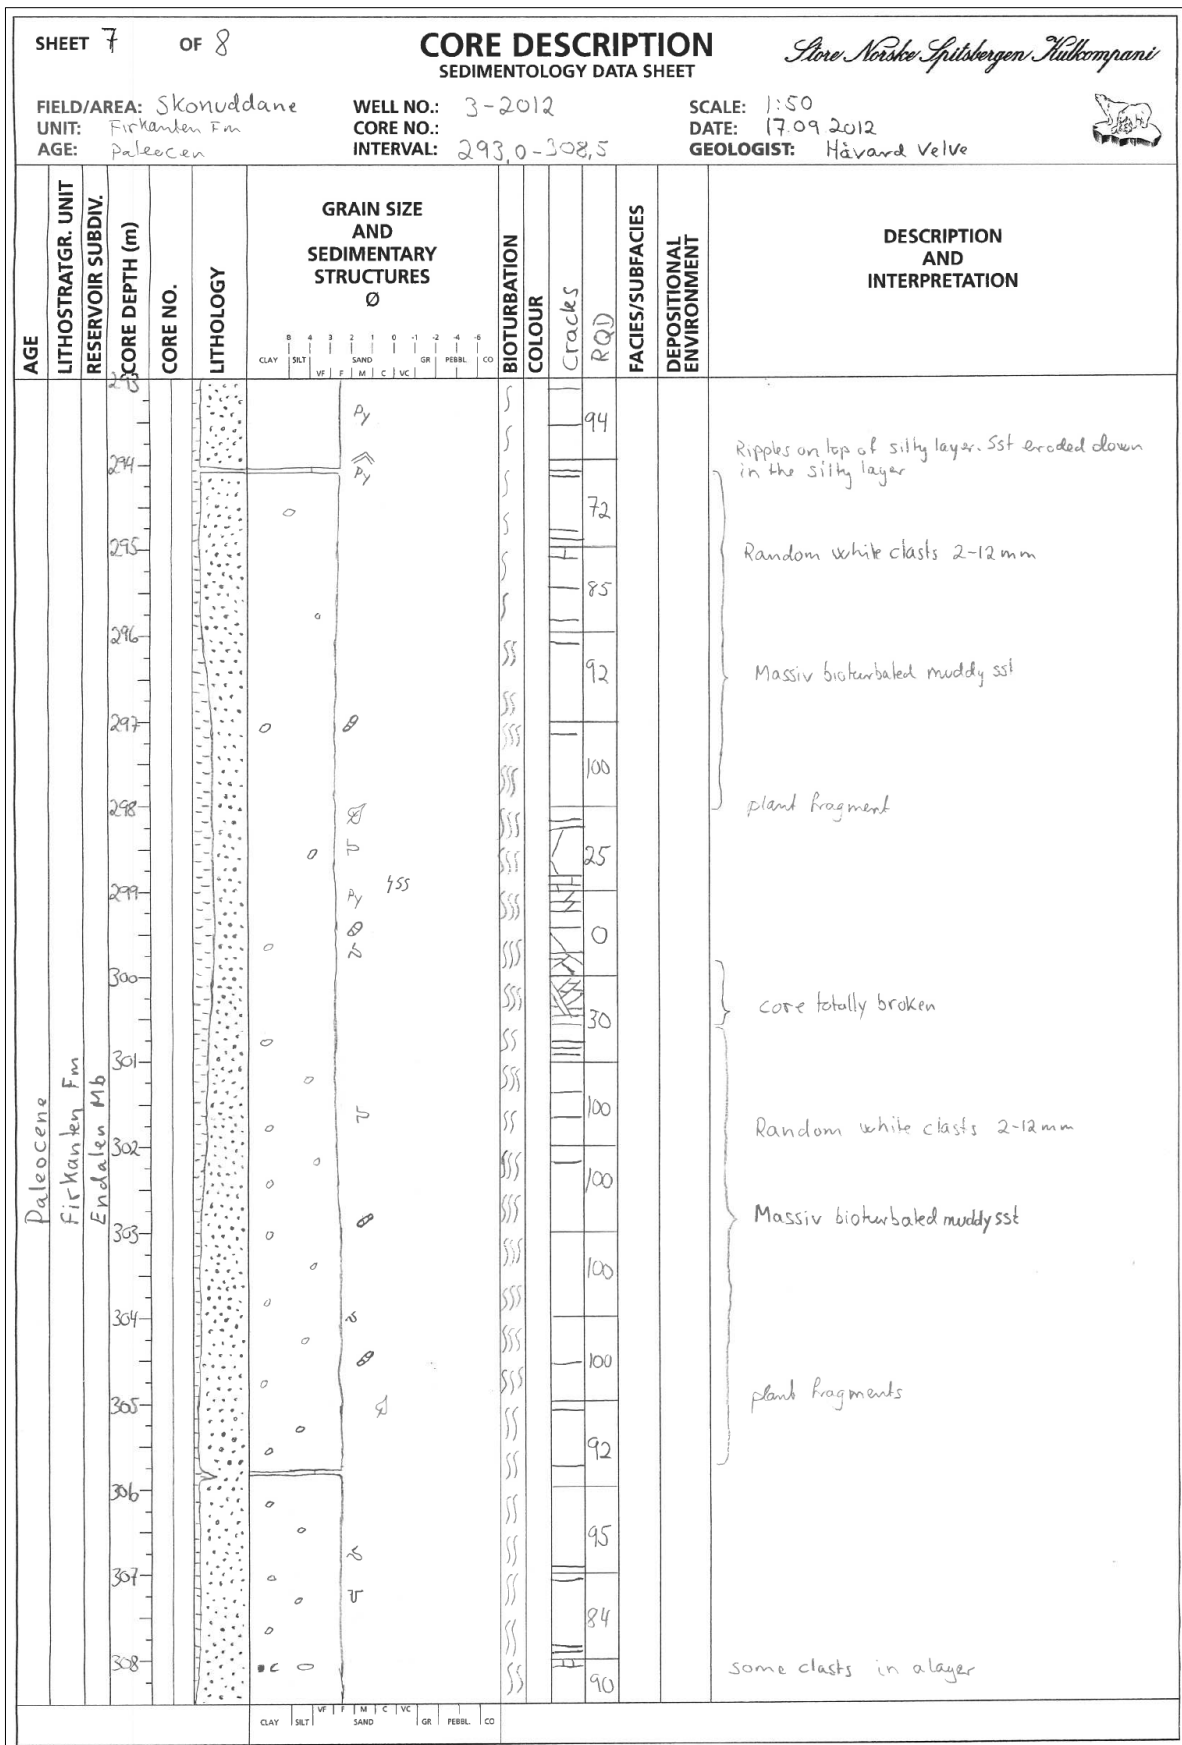 SHEET 7 OF 8
CORE DESCRIPTION
SEDIMENTOLOGY DATA SHEET
Store Norske Spitsbergen Kulkompani
FIELD/AREA: Skonuddane
WELL NO.: 3-2012
SCALE: 1:50
UNIT: Firkanten Fm
CORE NO.:
DATE: 17.09.2012
AGE: Paleocen
INTERVAL: 293,0-308,5
GEOLOGIST: Håvard Velve
AGE
LITHOSTRATGR. UNIT
RESERVOIR SUBDIV.
CORE DEPTH (m)
CORE NO.
LITHOLOGY
GRAIN SIZE
AND
SEDIMENTARY
STRUCTURES
Ø
8 4 3 2 1 0 -1 -2 -4 -6
CLAY SILT SAND GR PEBBL CO
VF F M C VC
BIOTURBATION
COLOUR
Cracks
RQD
FACIES/SUBFACIES
DEPOSITIONAL
ENVIRONMENT
DESCRIPTION
AND
INTERPRETATION
293
Py
94
294
Py
Ripples on top of silty layer. Sst eroded down
in the silty layer
72
295
Random white clasts 2-12 mm
85
296
92
Massiv bioturbated muddy sst
297
100
298
plant fragment
25
299
Py
0
300
core totally broken
30
301
100
Random white clasts 2-12 mm
302
100
Paleocene
Firkanten Fm
Endalen Mb
Massiv bioturbated muddy sst
303
100
304
100
305
plant fragments
92
306
95
307
84
308
C
some clasts in a layer
90
VF F M C VC
CLAY SILT SAND GR PEBBL CO